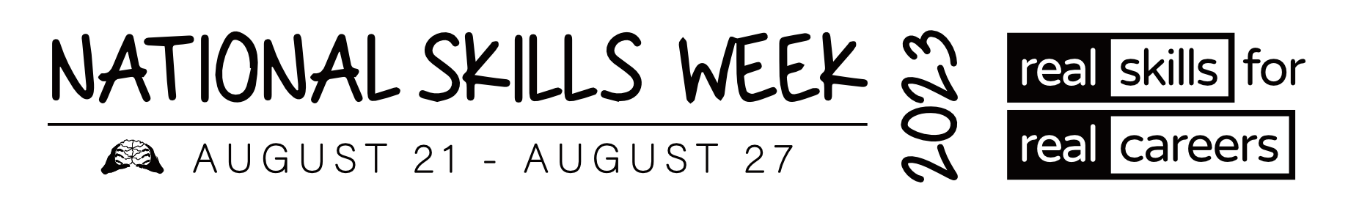 NATIONAL SKILLS WEEK
AUGUST 21 - AUGUST 27
2023
real skills for
real careers